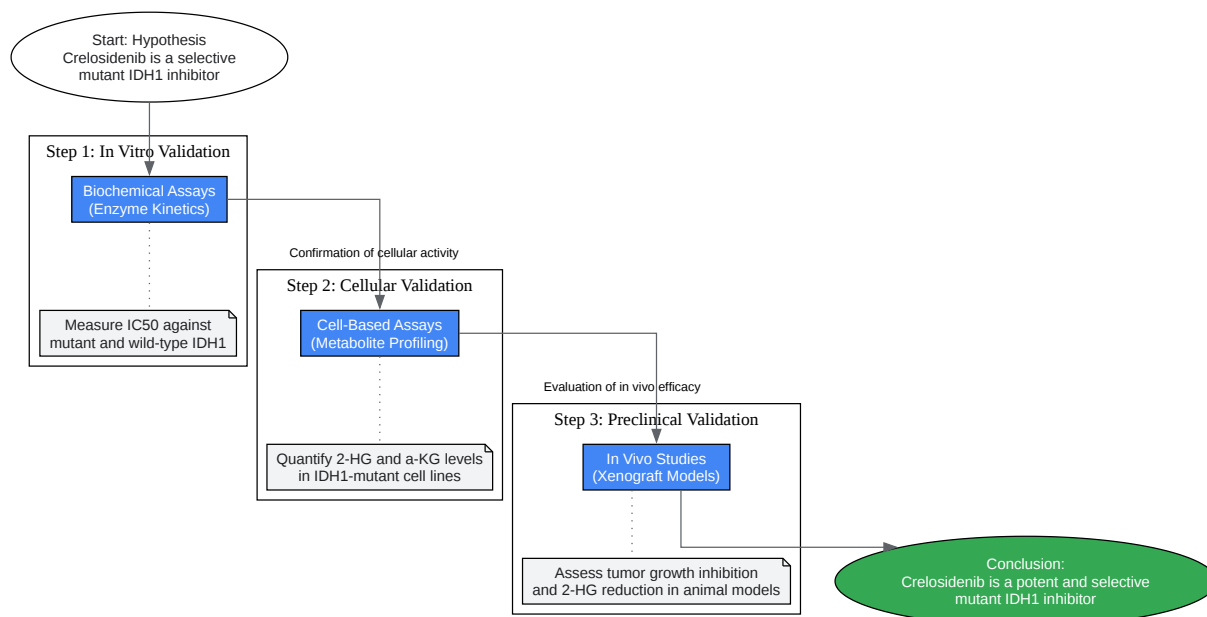 Start: Hypothesis
Crelosidenib is a selective
mutant IDH1 inhibitor
Step 1: In Vitro Validation
Biochemical Assays
(Enzyme Kinetics)
Measure IC50 against
mutant and wild-type IDH1
Confirmation of cellular activity
Step 2: Cellular Validation
Cell-Based Assays
(Metabolite Profiling)
Quantify 2-HG and a-KG levels
in IDH1-mutant cell lines
Evaluation of in vivo efficacy
Step 3: Preclinical Validation
In Vivo Studies
(Xenograft Models)
Assess tumor growth inhibition
and 2-HG reduction in animal models
Conclusion:
Crelosidenib is a potent and selective
mutant IDH1 inhibitor